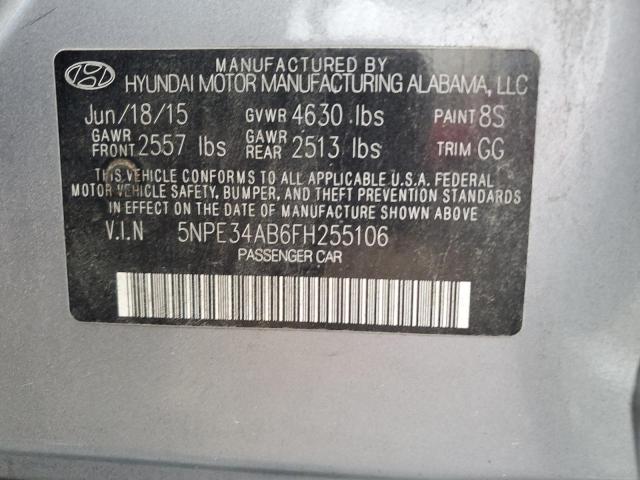 MANUFACTURED BY
HYUNDAI MOTOR MANUFACTURING ALABAMA, LLC
Jun/18/15 GVWR 4630 lbs PAINT 8S
GAWR FRONT 2557 lbs GAWR REAR 2513 lbs TRIM GG
THIS VEHICLE CONFORMS TO ALL APPLICABLE U.S.A. FEDERAL
MOTOR VEHICLE SAFETY, BUMPER, AND THEFT PREVENTION STANDARDS
IN EFFECT ON THE DATE OF MANUFACTURE SHOWN ABOVE
V.I.N 5NPE34AB6FH255106
PASSENGER CAR